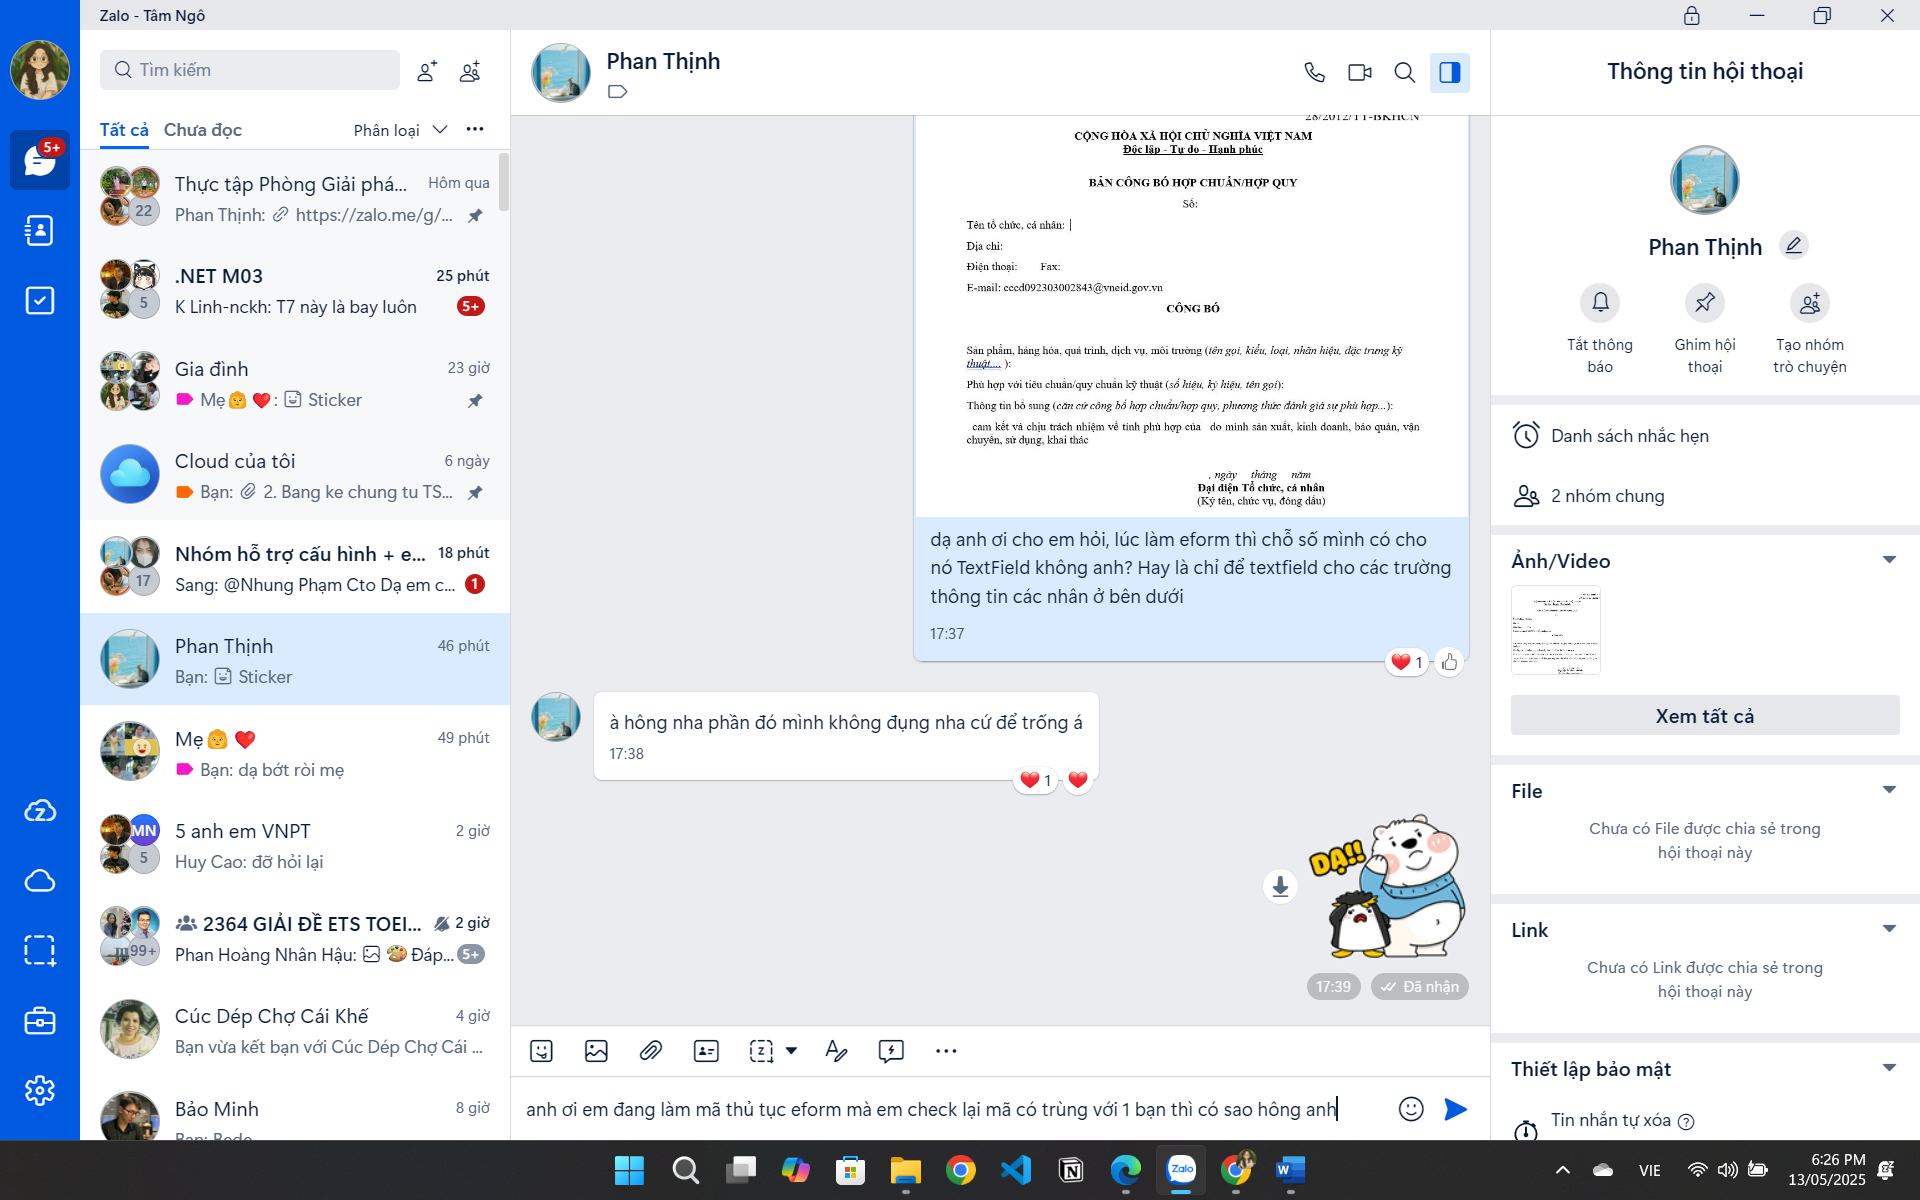 Zalo - Tâm Ngô
Tìm kiếm
Tất cả
Chưa đọc
Phân loại
5+
22
Thực tập Phòng Giải phá...
Hôm qua
Phan Thịnh: https://zalo.me/g/...
5
.NET M03
25 phút
K Linh-nckh: T7 này là bay luôn
5+
Gia đình
23 giờ
Mẹ : Sticker
Cloud của tôi
6 ngày
Bạn: 2. Bang ke chung tu TS...
17
Nhóm hỗ trợ cấu hình + e...
18 phút
Sang: @Nhung Phạm Cto Dạ em c...
1
Phan Thịnh
46 phút
Bạn: Sticker
Mẹ
49 phút
Bạn: dạ bớt ròi mẹ
MN
5
5 anh em VNPT
2 giờ
Huy Cao: đỡ hỏi lại
99+
2364 GIẢI ĐỀ ETS TOEI...
2 giờ
Phan Hoàng Nhân Hậu: Đáp...
5+
Cúc Dép Chợ Cái Khế
4 giờ
Bạn vừa kết bạn với Cúc Dép Chợ Cái ...
Bảo Minh
8 giờ
Bạn: Redo
Phan Thịnh
28/2012/TT-BKHCN
CỘNG HÒA XÃ HỘI CHỦ NGHĨA VIỆT NAM
Độc lập - Tự do - Hạnh phúc
BẢN CÔNG BỐ HỢP CHUẨN/HỢP QUY
Số:
Tên tổ chức, cá nhân:
Địa chỉ:
Điện thoại: Fax:
E-mail: cccd092303002843@vneid.gov.vn
CÔNG BỐ
Sản phẩm, hàng hóa, quá trình, dịch vụ, môi trường (tên gọi, kiểu, loại, nhãn hiệu, đặc trưng kỹ
thuật,... ):
Phù hợp với tiêu chuẩn/quy chuẩn kỹ thuật (số hiệu, ký hiệu, tên gọi):
Thông tin bổ sung (căn cứ công bố hợp chuẩn/hợp quy, phương thức đánh giá sự phù hợp...):
cam kết và chịu trách nhiệm về tính phù hợp của do mình sản xuất, kinh doanh, bảo quản, vận
chuyển, sử dụng, khai thác
, ngày tháng năm
Đại diện Tổ chức, cá nhân
(Ký tên, chức vụ, đóng dấu)
dạ anh ơi cho em hỏi, lúc làm eform thì chỗ số mình có cho
nó TextField không anh? Hay là chỉ để textfield cho các trường
thông tin các nhân ở bên dưới
17:37
1
à hông nha phần đó mình không đụng nha cứ để trống á
17:38
1
DẠ!!
17:39
Đã nhận
anh ơi em đang làm mã thủ tục eform mà em check lại mã có trùng với 1 bạn thì có sao hông anh
Thông tin hội thoại
Phan Thịnh
Tắt thông
báo
Ghim hội
thoại
Tạo nhóm
trò chuyện
Danh sách nhắc hẹn
2 nhóm chung
Ảnh/Video
Xem tất cả
File
Chưa có File được chia sẻ trong
hội thoại này
Link
Chưa có Link được chia sẻ trong
hội thoại này
Thiết lập bảo mật
Tin nhắn tự xóa
Zalo
VIE
6:26 PM
13/05/2025